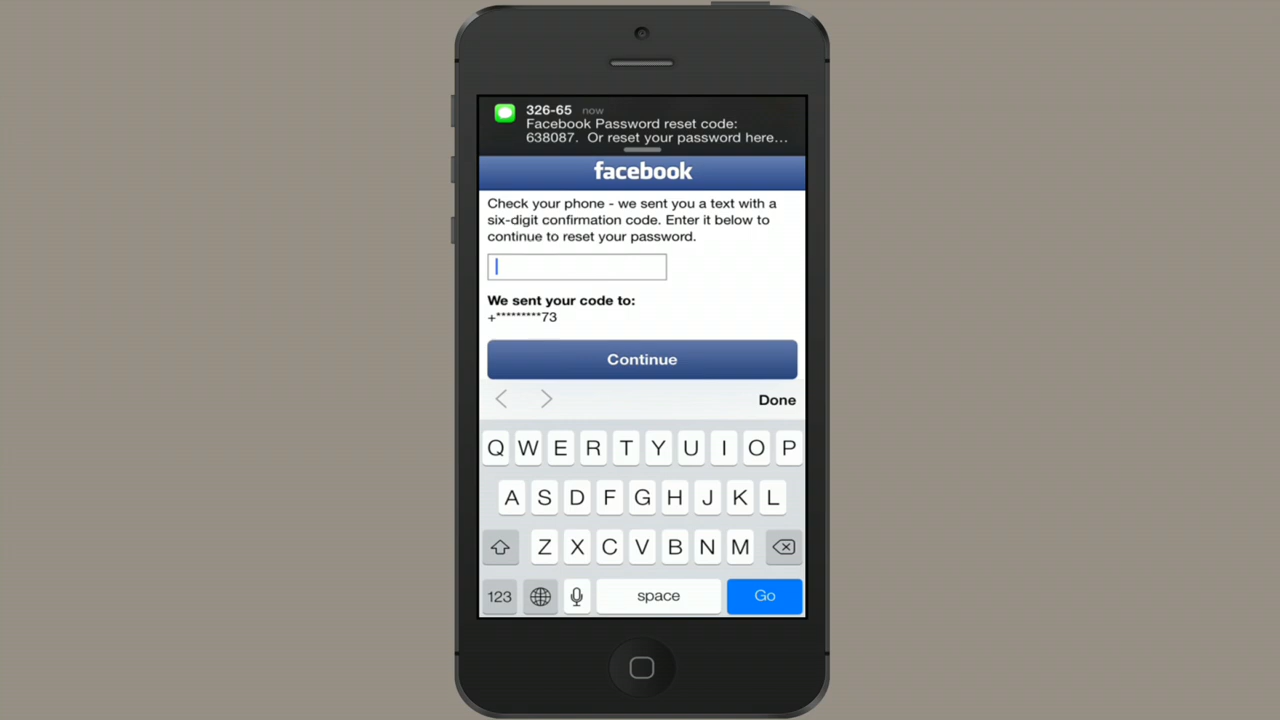 326-65 now
Facebook Password reset code:
638087. Or reset your password here...
facebook
Check your phone - we sent you a text with a
six-digit confirmation code. Enter it below to
continue to reset your password.
We sent your code to:
+*********73
Continue
Done
Q W E R T Y U I O P
A S D F G H J K L
Z X C V B N M
123 space Go